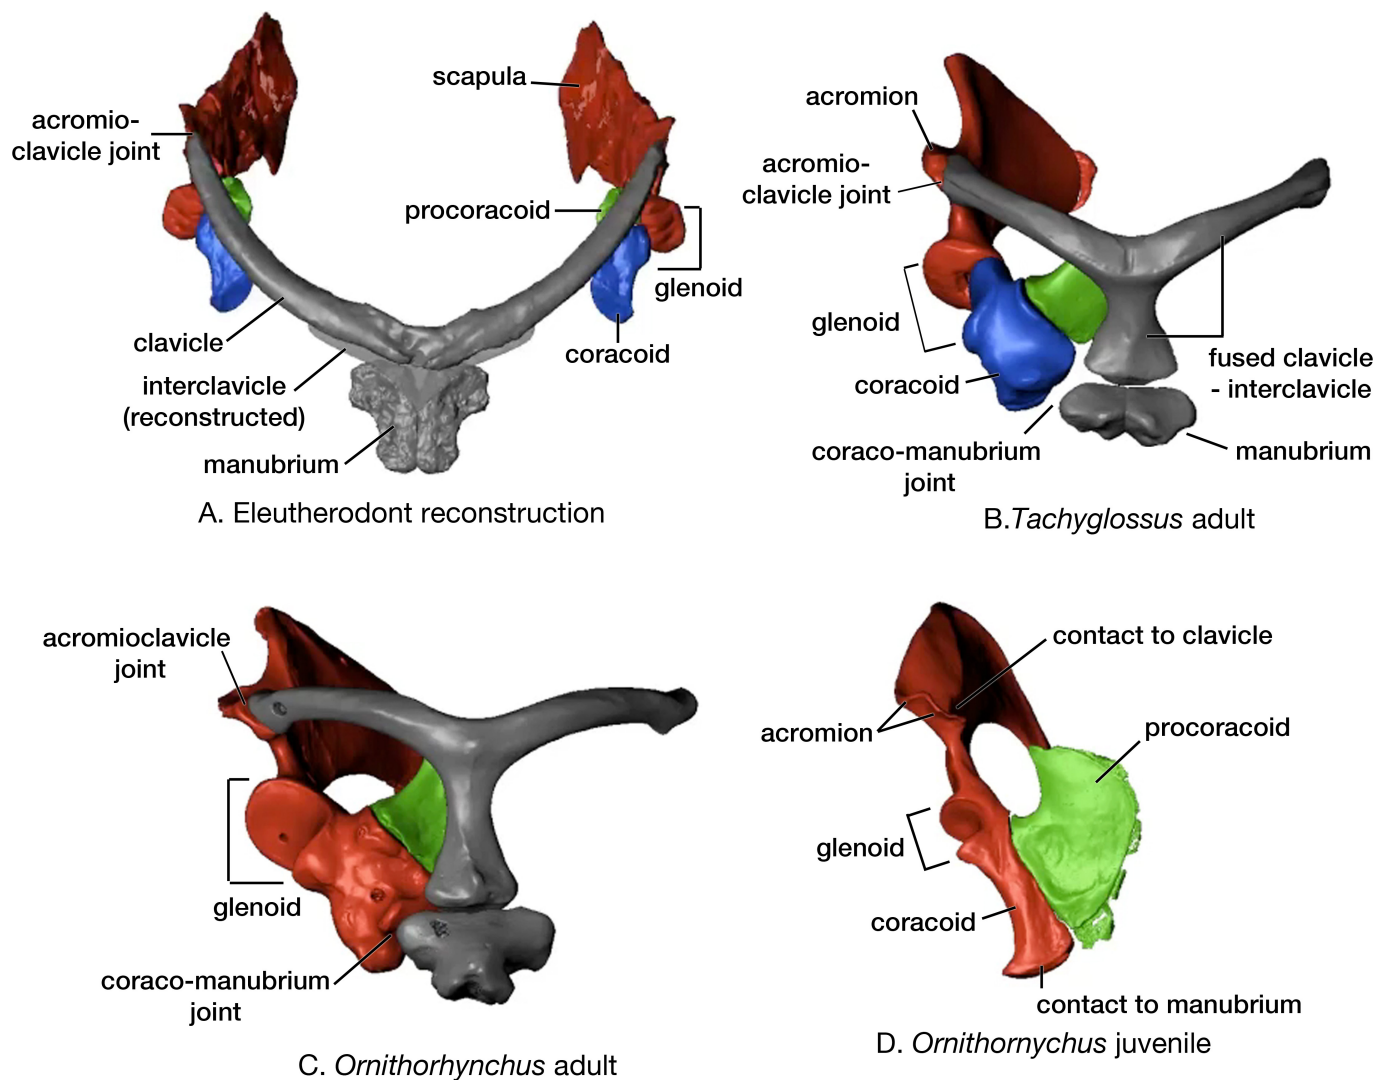 scapula
acromio-
clavicle joint
procoracoid
glenoid
clavicle
coracoid
interclavicle
(reconstructed)
manubrium
A. Eleutherodont reconstruction
acromion
acromio-
clavicle joint
glenoid
coracoid
fused clavicle
- interclavicle
coraco-manubrium
joint
manubrium
B.Tachyglossus adult
acromioclavicle
joint
glenoid
coraco-manubrium
joint
C. Ornithorhynchus adult
contact to clavicle
acromion
procoracoid
glenoid
coracoid
contact to manubrium
D. Ornithornychus juvenile